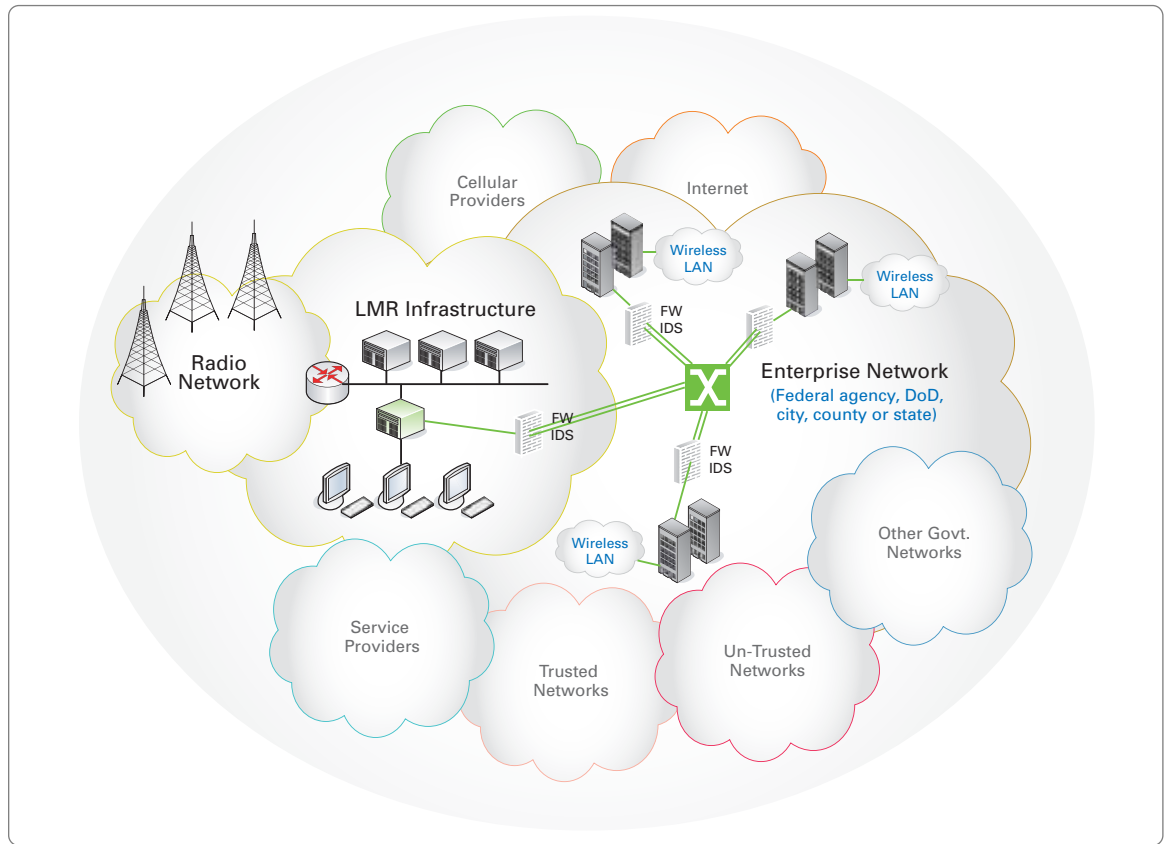 Cellular
Providers
Internet
Wireless
LAN
Wireless
LAN
LMR Infrastructure
FW
IDS
Radio
Network
Enterprise Network
(Federal agency, DoD,
city, county or state)
FW
IDS
FW
IDS
Wireless
LAN
Other Govt.
Networks
Service
Providers
Trusted
Networks
Un-Trusted
Networks